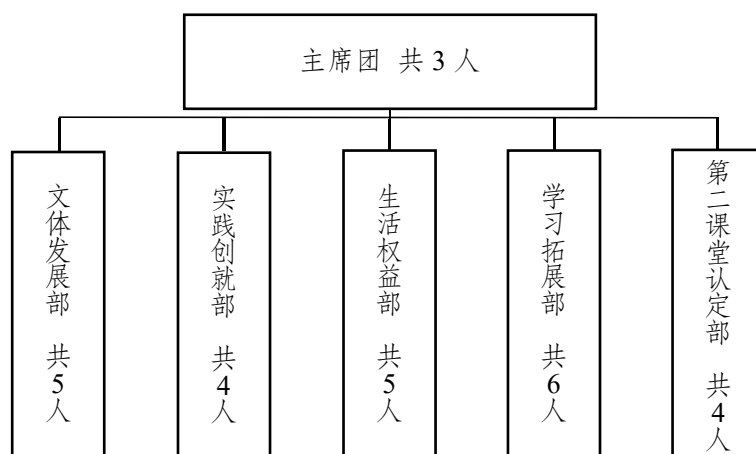 主席团 共 3 人
文体发展部 共5人
实践创就部 共4人
生活权益部 共5人
学习拓展部 共6人
第二课堂认定部 共4人